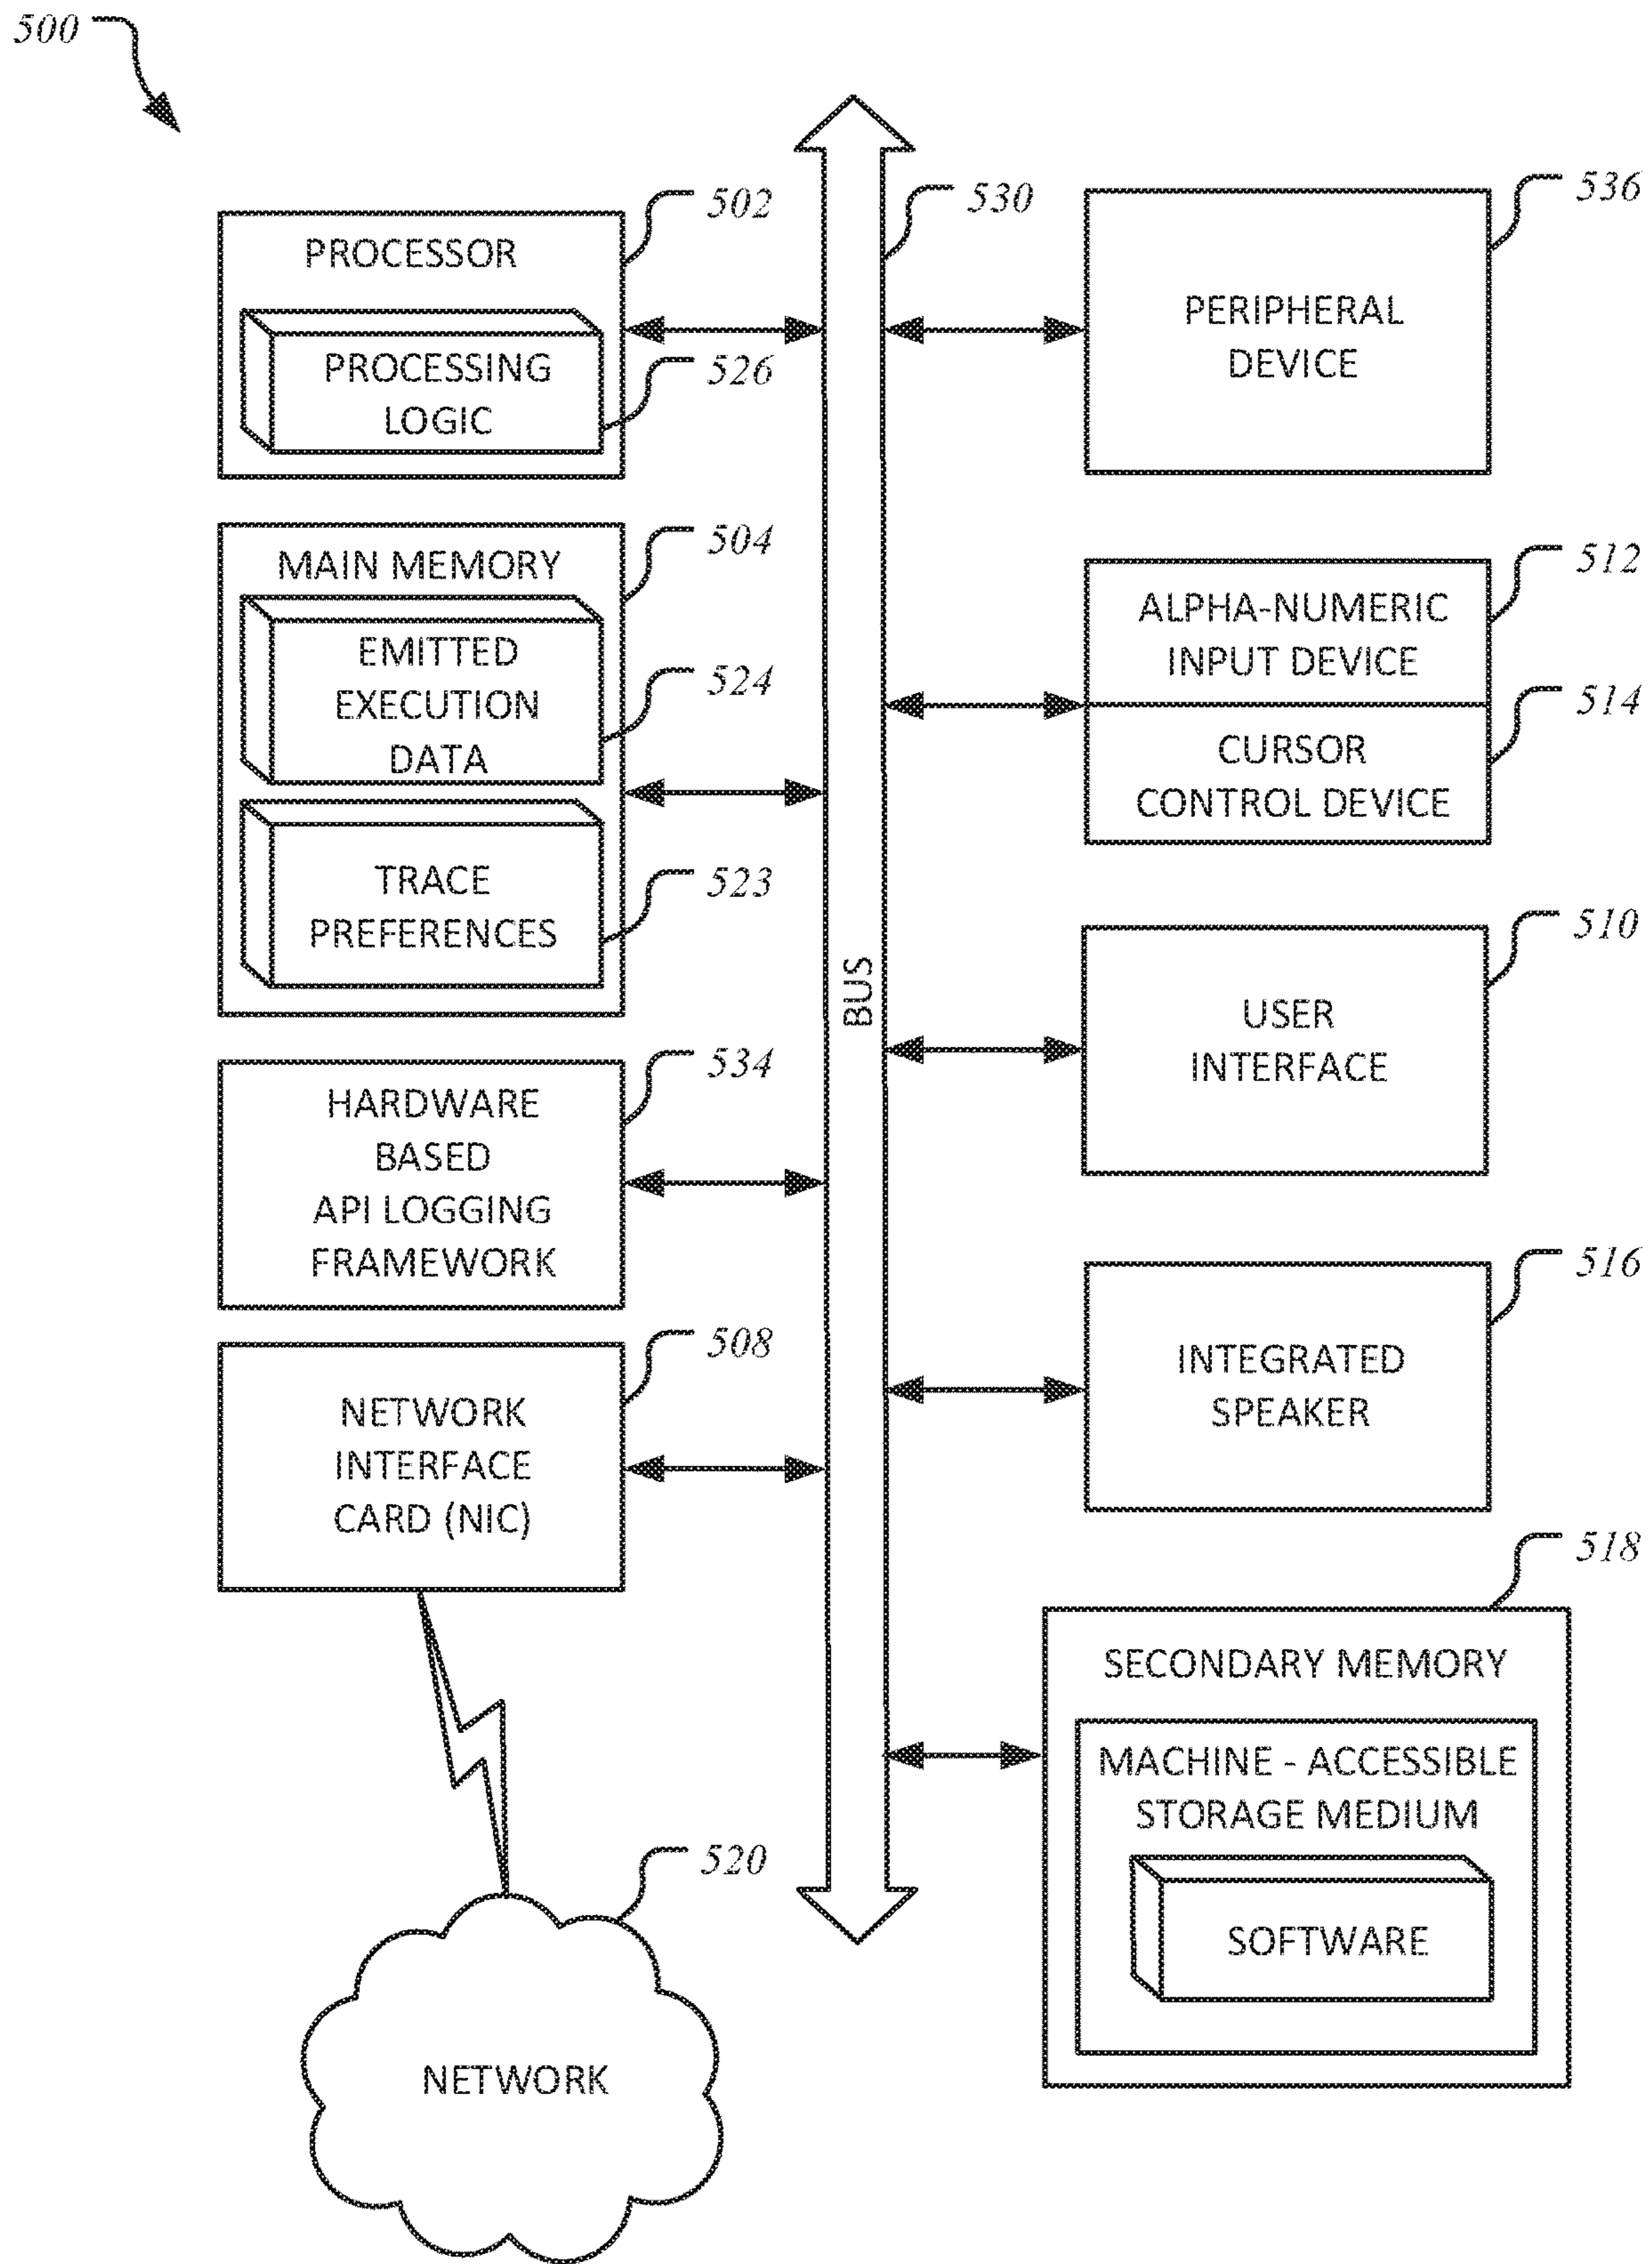 500
502
PROCESSOR
PROCESSING
LOGIC
526
504
MAIN MEMORY
EMITTED
EXECUTION
DATA
524
TRACE
PREFERENCES
523
534
HARDWARE
BASED
API LOGGING
FRAMEWORK
508
NETWORK
INTERFACE
CARD (NIC)
520
NETWORK
530
BUS
536
PERIPHERAL
DEVICE
512
ALPHA-NUMERIC
INPUT DEVICE
514
CURSOR
CONTROL DEVICE
510
USER
INTERFACE
516
INTEGRATED
SPEAKER
518
SECONDARY MEMORY
MACHINE - ACCESSIBLE
STORAGE MEDIUM
SOFTWARE